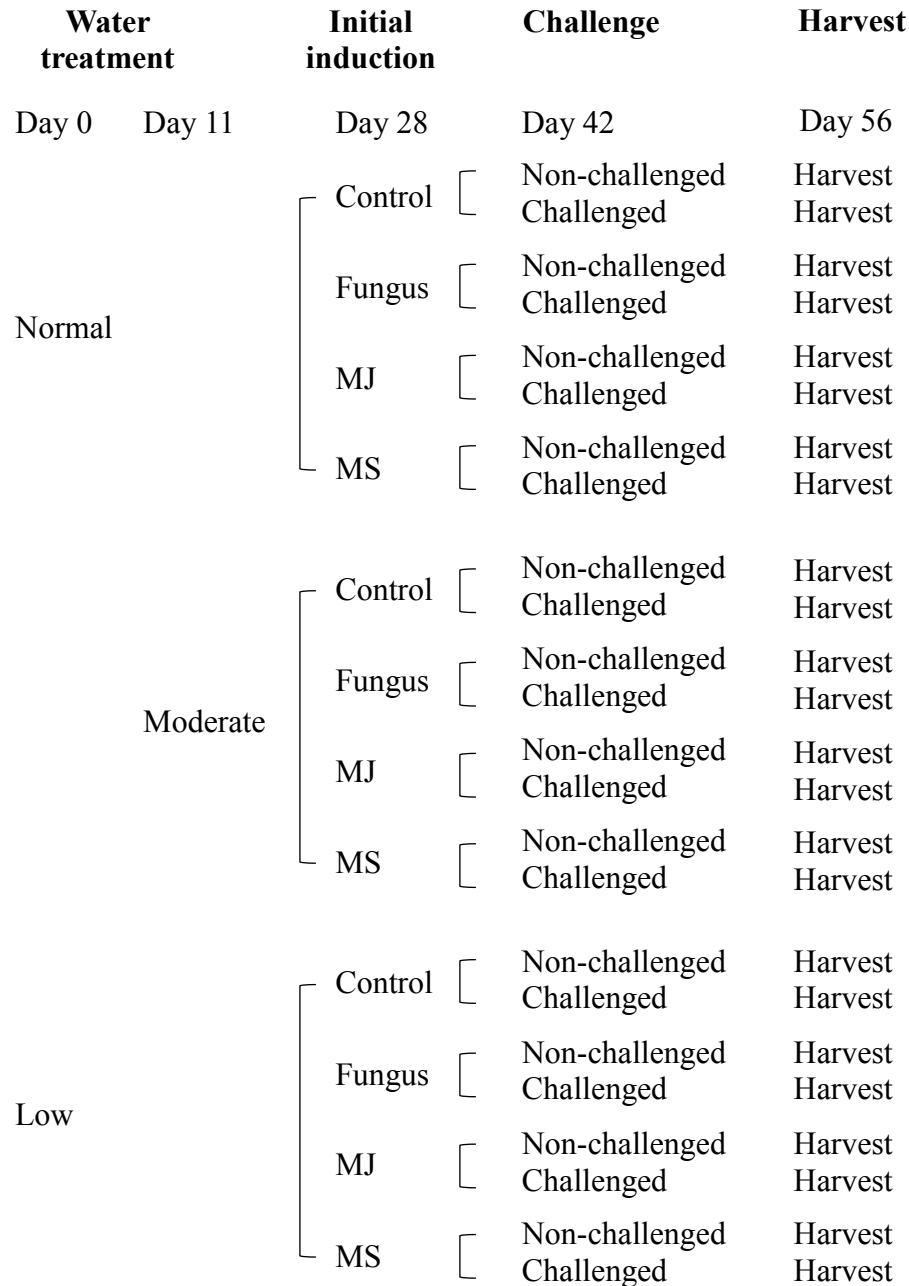 Water treatment Initial induction Challenge Harvest
Day 0 Day 11 Day 28 Day 42 Day 56
Normal
Control
Non-challenged Harvest
Challenged Harvest
Fungus
Non-challenged Harvest
Challenged Harvest
MJ
Non-challenged Harvest
Challenged Harvest
MS
Non-challenged Harvest
Challenged Harvest
Moderate
Control
Non-challenged Harvest
Challenged Harvest
Fungus
Non-challenged Harvest
Challenged Harvest
MJ
Non-challenged Harvest
Challenged Harvest
MS
Non-challenged Harvest
Challenged Harvest
Low
Control
Non-challenged Harvest
Challenged Harvest
Fungus
Non-challenged Harvest
Challenged Harvest
MJ
Non-challenged Harvest
Challenged Harvest
MS
Non-challenged Harvest
Challenged Harvest